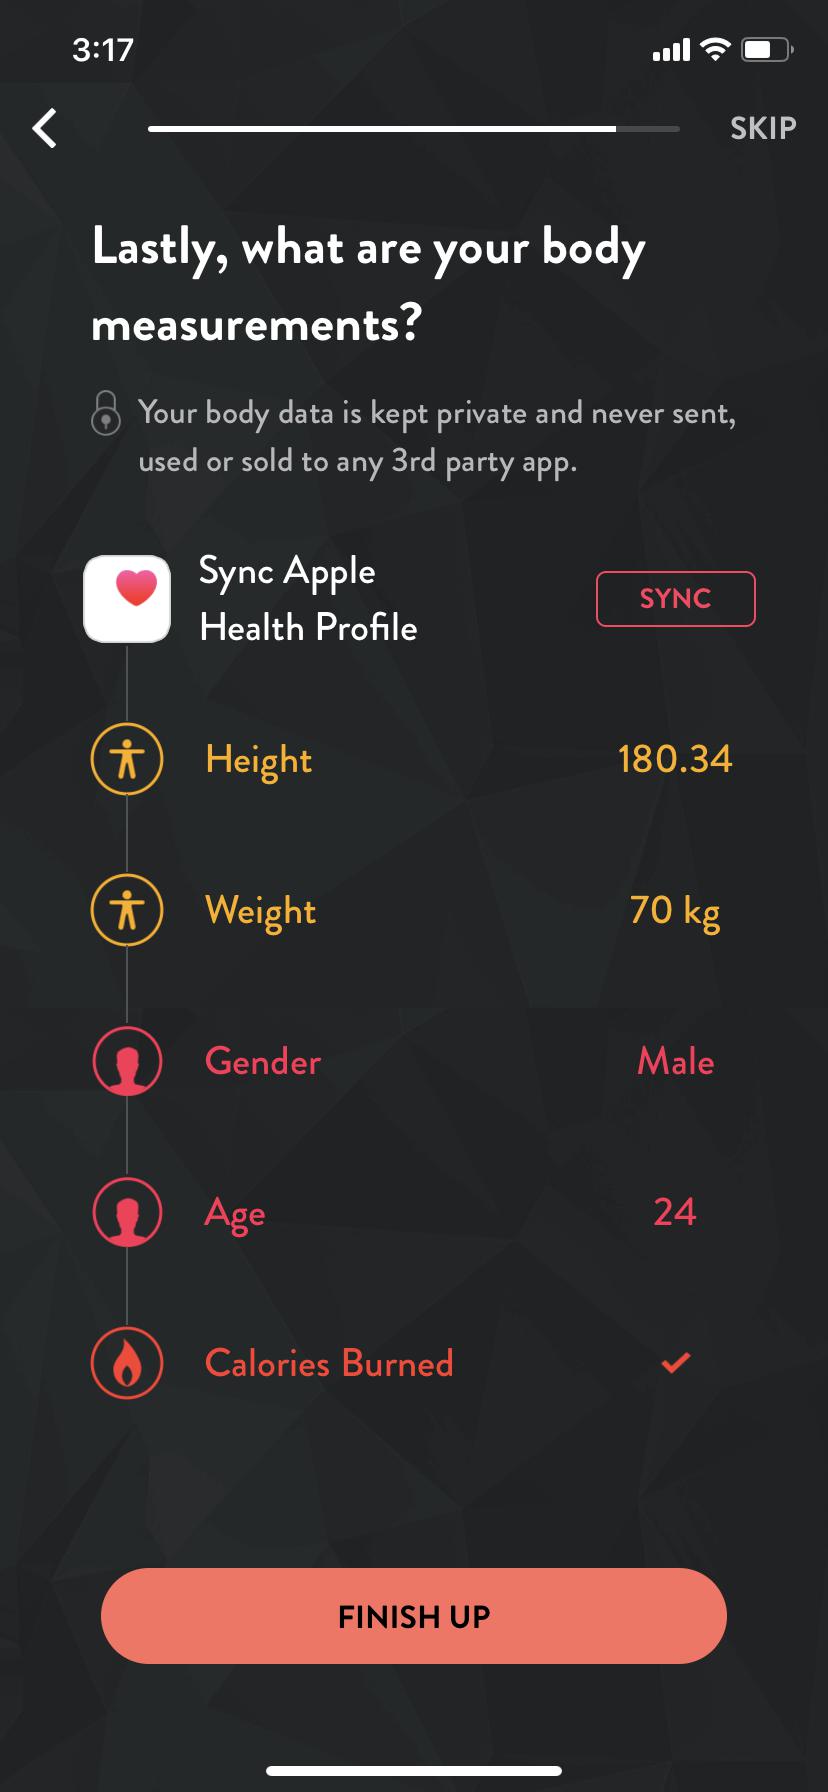 3:17
SKIP
Lastly, what are your body
measurements?
Your body data is kept private and never sent,
used or sold to any 3rd party app.
Sync Apple
Health Profile
SYNC
Height 180.34
Weight 70 kg
Gender Male
Age 24
Calories Burned
FINISH UP